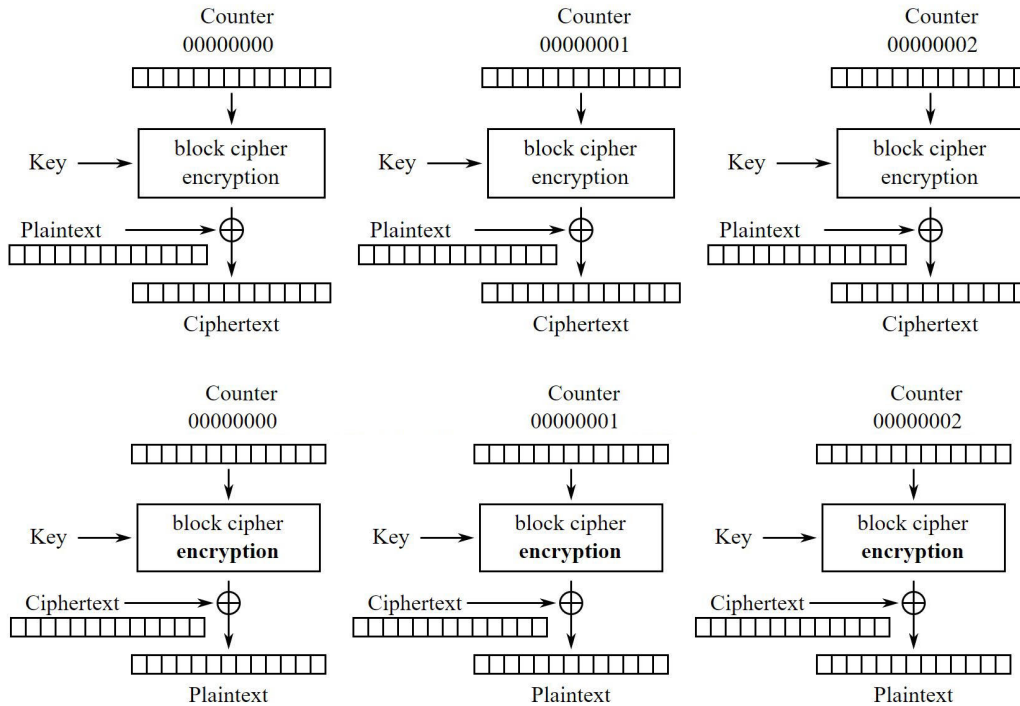 Counter
00000000
Counter
00000001
Counter
00000002
Key
block cipher
encryption
Key
block cipher
encryption
Key
block cipher
encryption
Plaintext
Plaintext
Plaintext
Ciphertext
Ciphertext
Ciphertext
Counter
00000000
Counter
00000001
Counter
00000002
Key
block cipher
encryption
Key
block cipher
encryption
Key
block cipher
encryption
Ciphertext
Ciphertext
Ciphertext
Plaintext
Plaintext
Plaintext